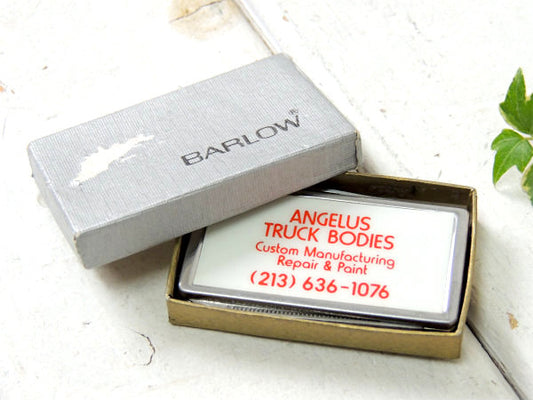 BARLOW®
ANGELUS
TRUCK BODIES
Custom Manufacturing
Repair & Paint
(213) 636-1076